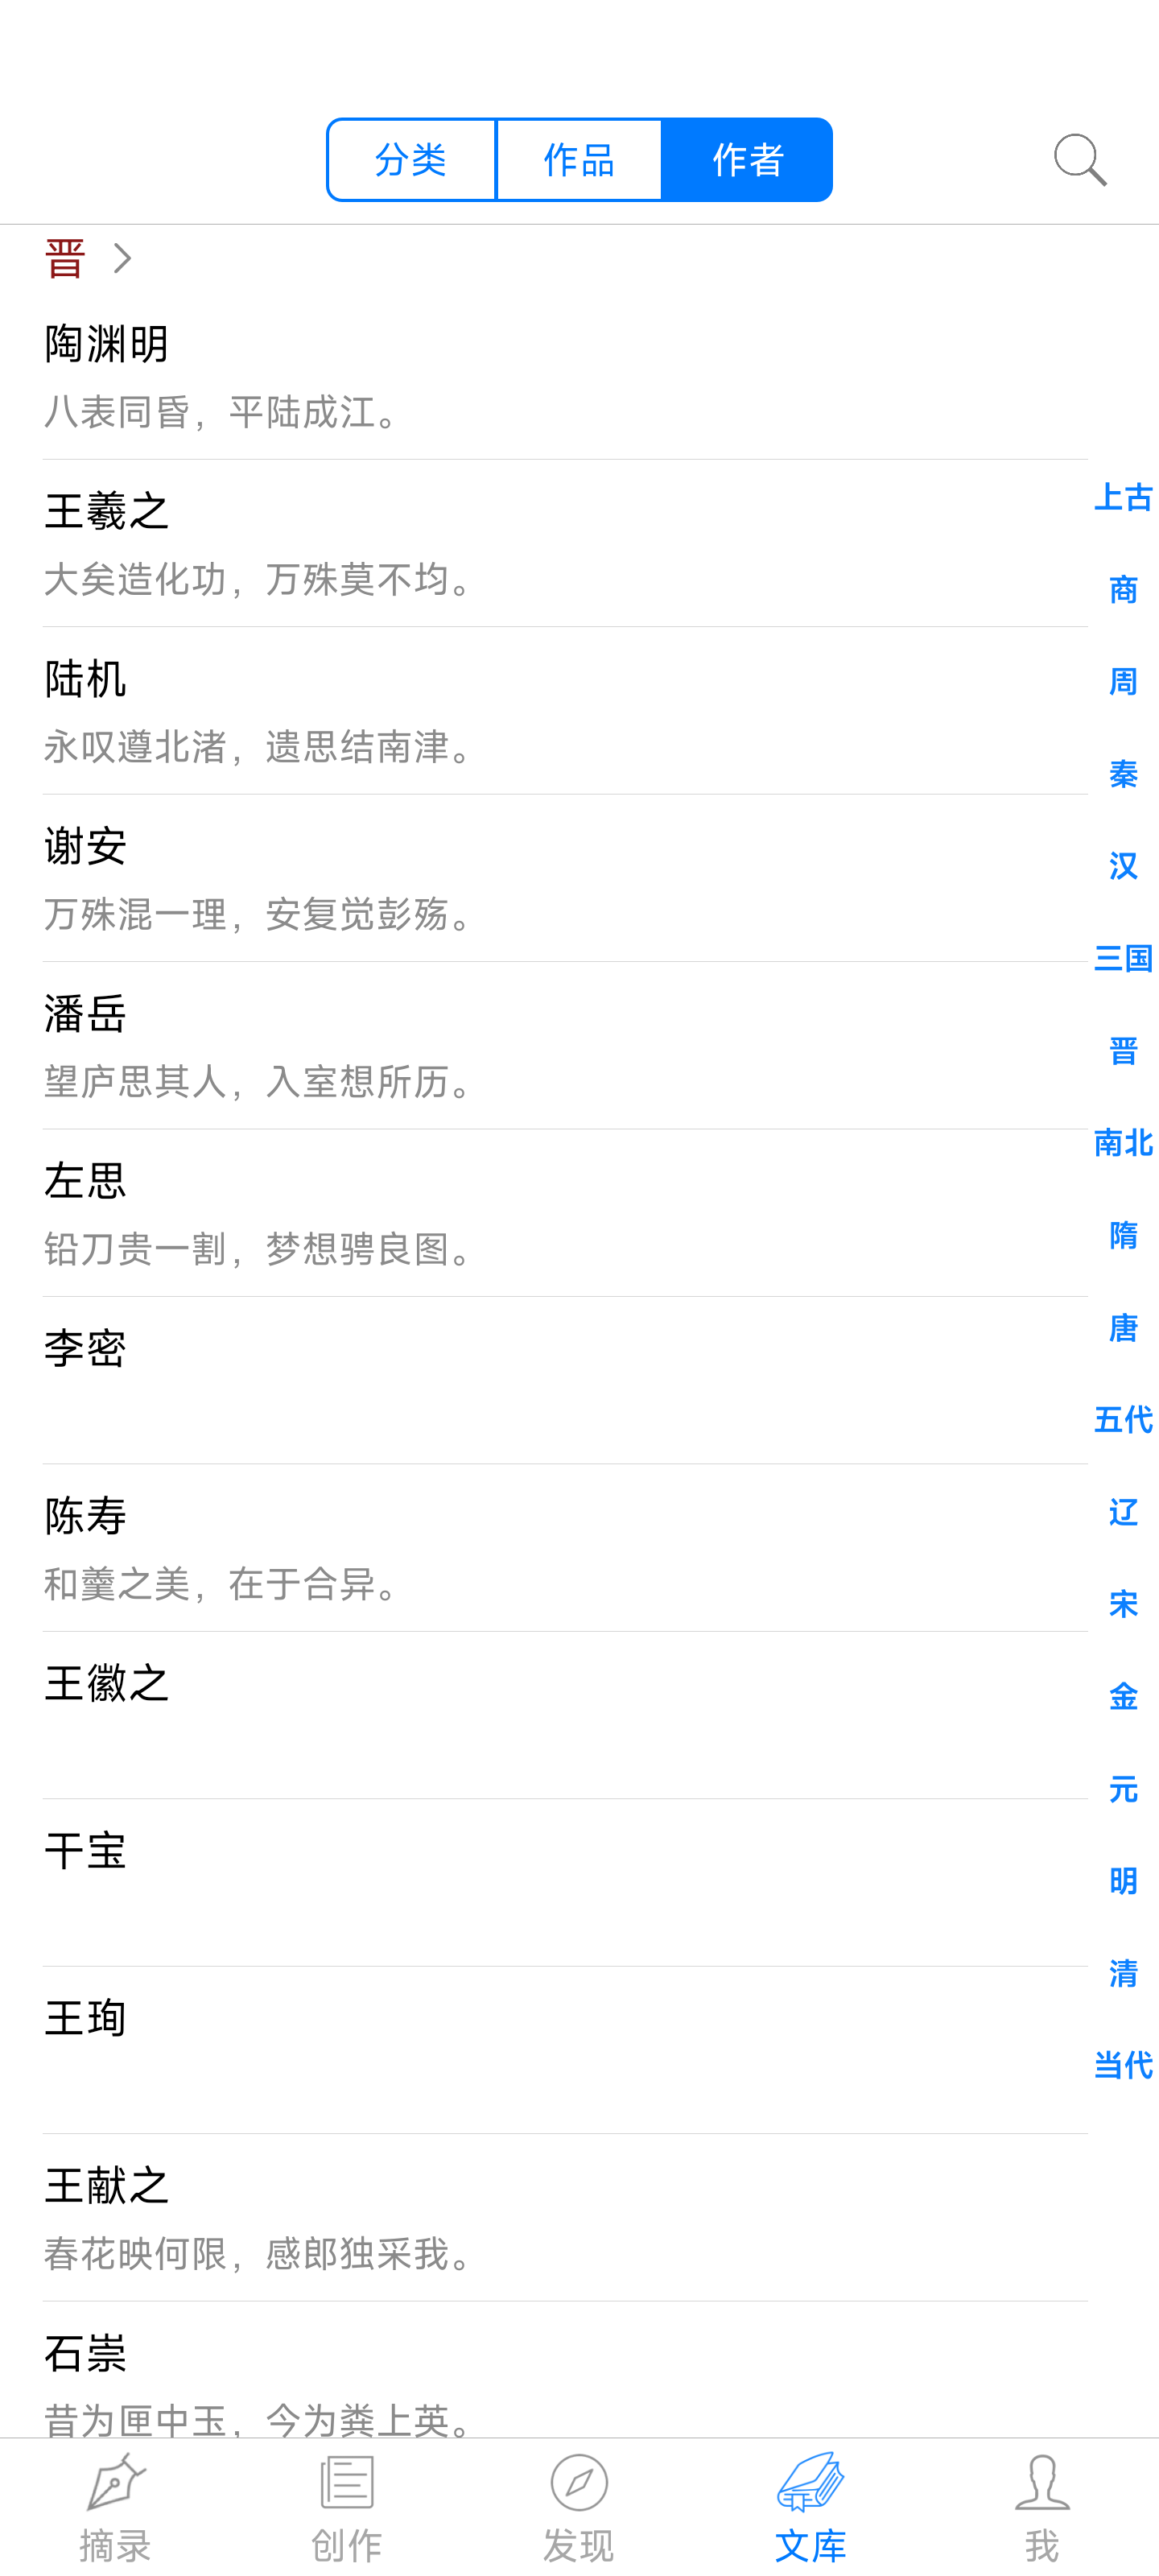 分类 作品 作者
晋
陶渊明
八表同昏，平陆成江。
王羲之
大矣造化功，万殊莫不均。
陆机
永叹遵北渚，遗思结南津。
谢安
万殊混一理，安复觉彭殇。
潘岳
望庐思其人，入室想所历。
左思
铅刀贵一割，梦想骋良图。
李密
陈寿
和羹之美，在于合异。
王徽之
干宝
王珣
王献之
春花映何限，感郎独采我。
石崇
昔为匣中玉，今为粪上英。
上古
商
周
秦
汉
三国
晋
南北
隋
唐
五代
辽
宋
金
元
明
清
当代
摘录 创作 发现 文库 我